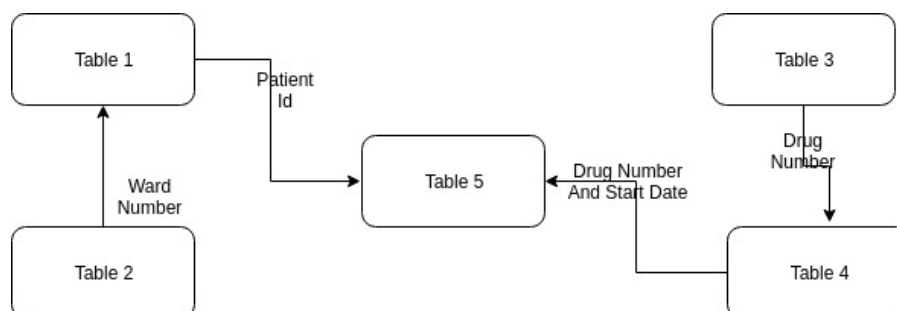 Table 1
Table 3
Patient
Id
Drug
Number
Table 5
Drug Number
And Start Date
Ward
Number
Table 2
Table 4